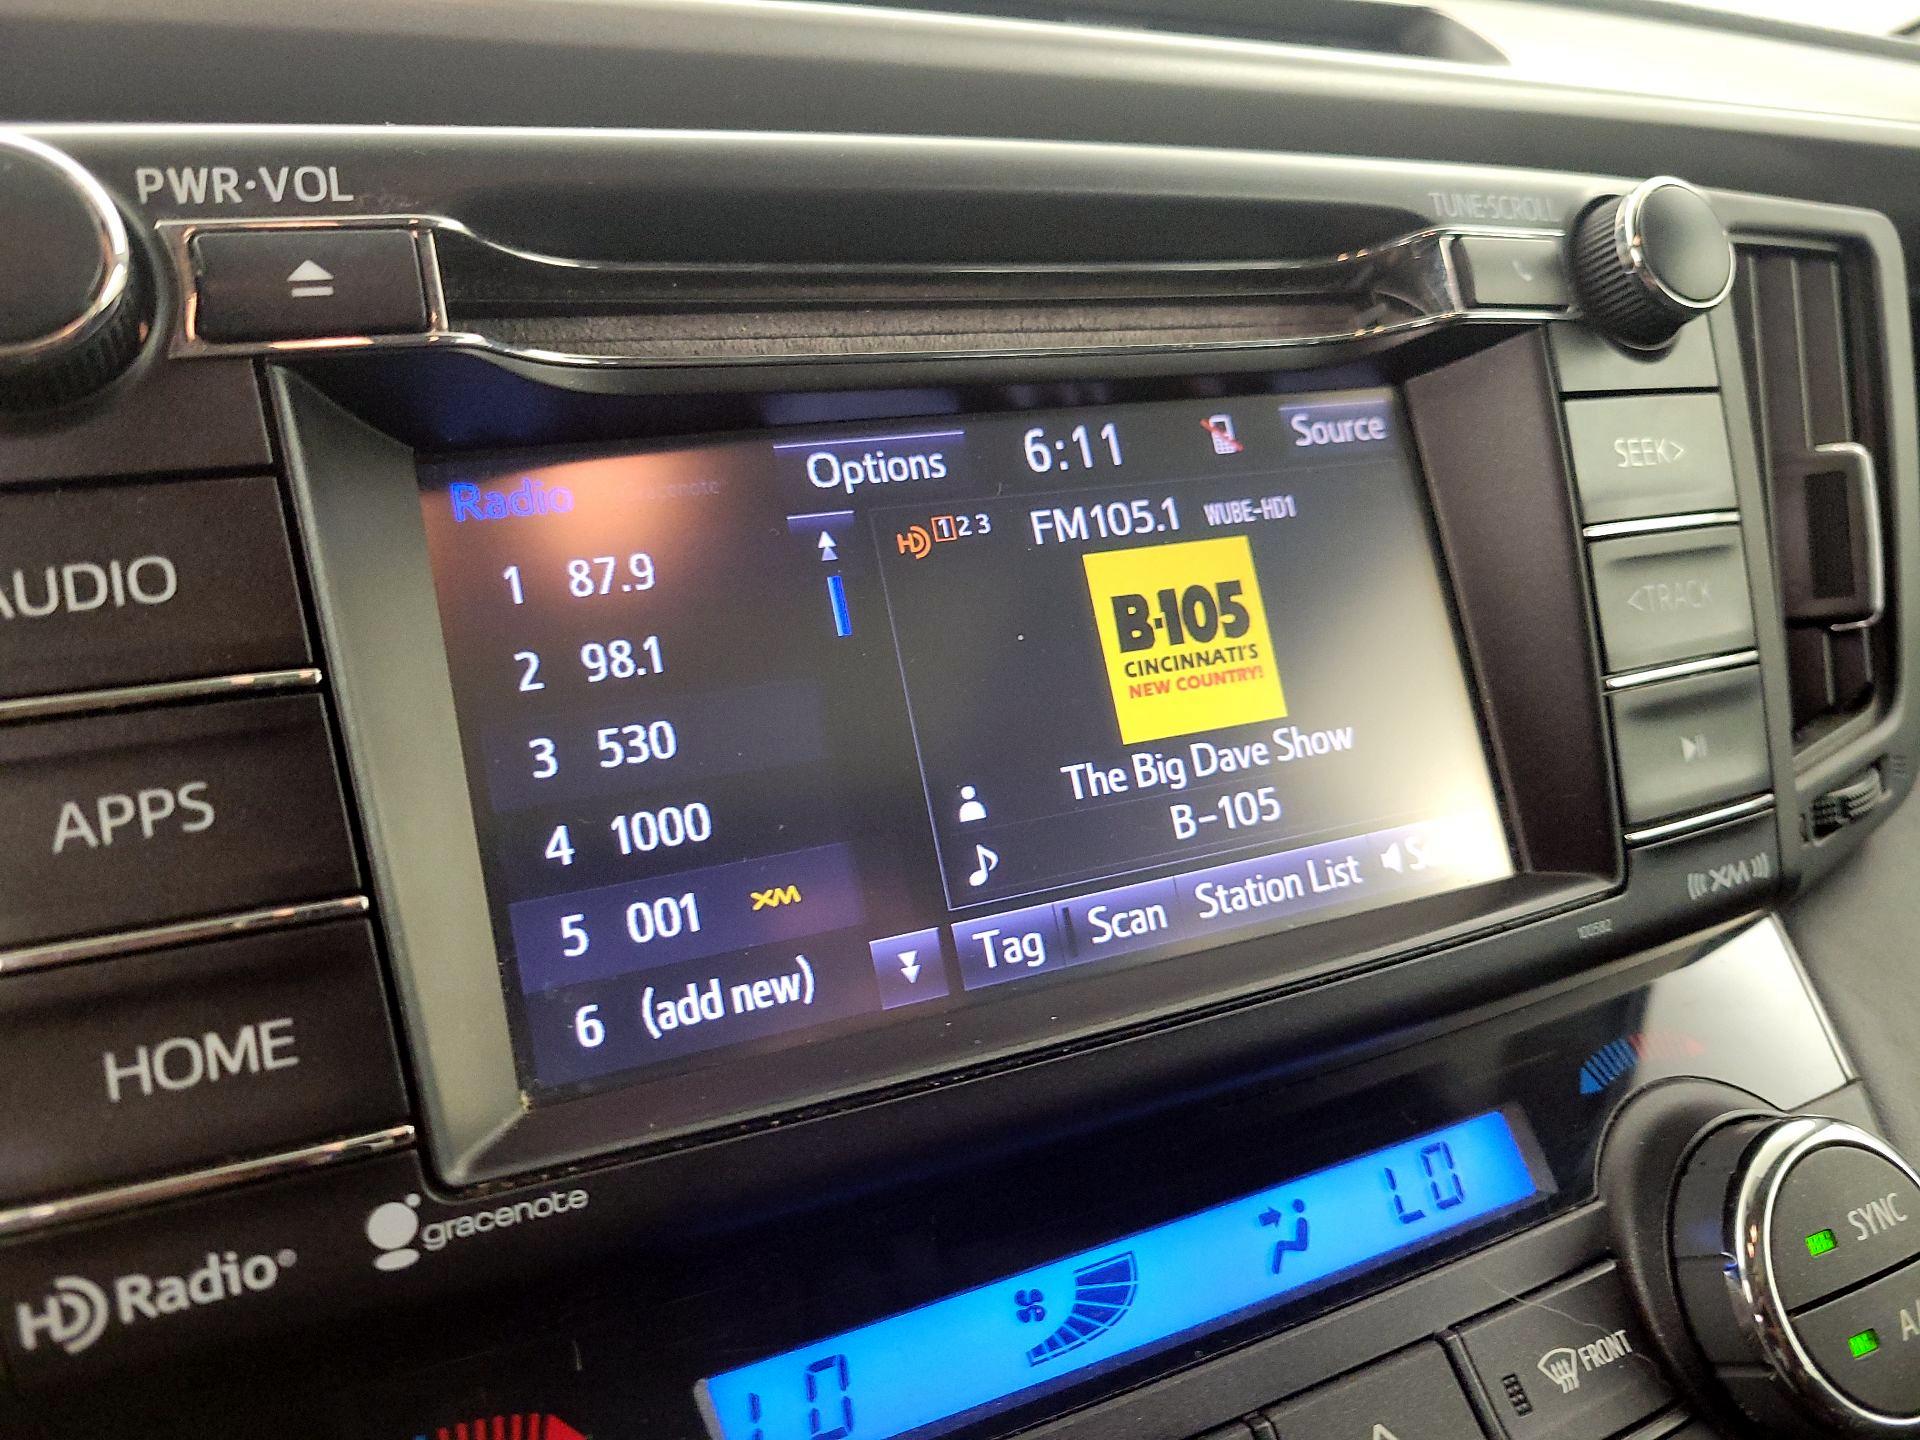 PWR·VOL
TUNE·SCROLL
AUDIO
APPS
HOME
Radio
gracenote
Options
6:11
Source
1 87.9
2 98.1
3 530
4 1000
5 001 XM
6 (add new)
HD 1 2 3
FM105.1 WUBE-HD1
B·105
CINCINNATI'S
NEW COUNTRY!
The Big Dave Show
B-105
Tag
Scan
Station List
SEEK>
<TRACK
XM
HD Radio®
gracenote
LO
LO
SYNC
FRONT